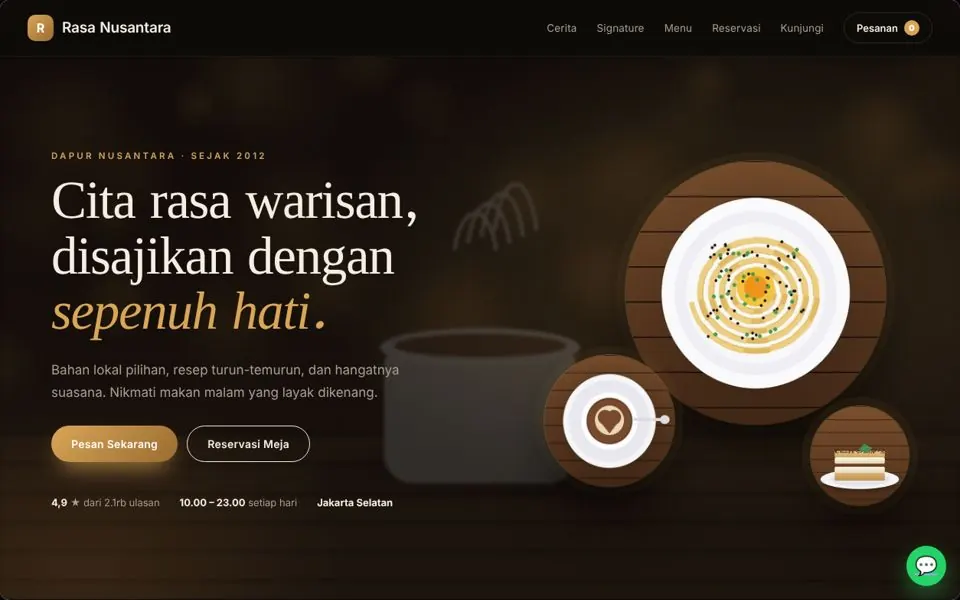 R Rasa Nusantara
Cerita Signature Menu Reservasi Kunjungi Pesanan 0
DAPUR NUSANTARA · SEJAK 2012
Cita rasa warisan,
disajikan dengan
sepenuh hati.
Bahan lokal pilihan, resep turun-temurun, dan hangatnya
suasana. Nikmati makan malam yang layak dikenang.
Pesan Sekarang Reservasi Meja
4,9 ★ dari 2.1rb ulasan 10.00 – 23.00 setiap hari Jakarta Selatan